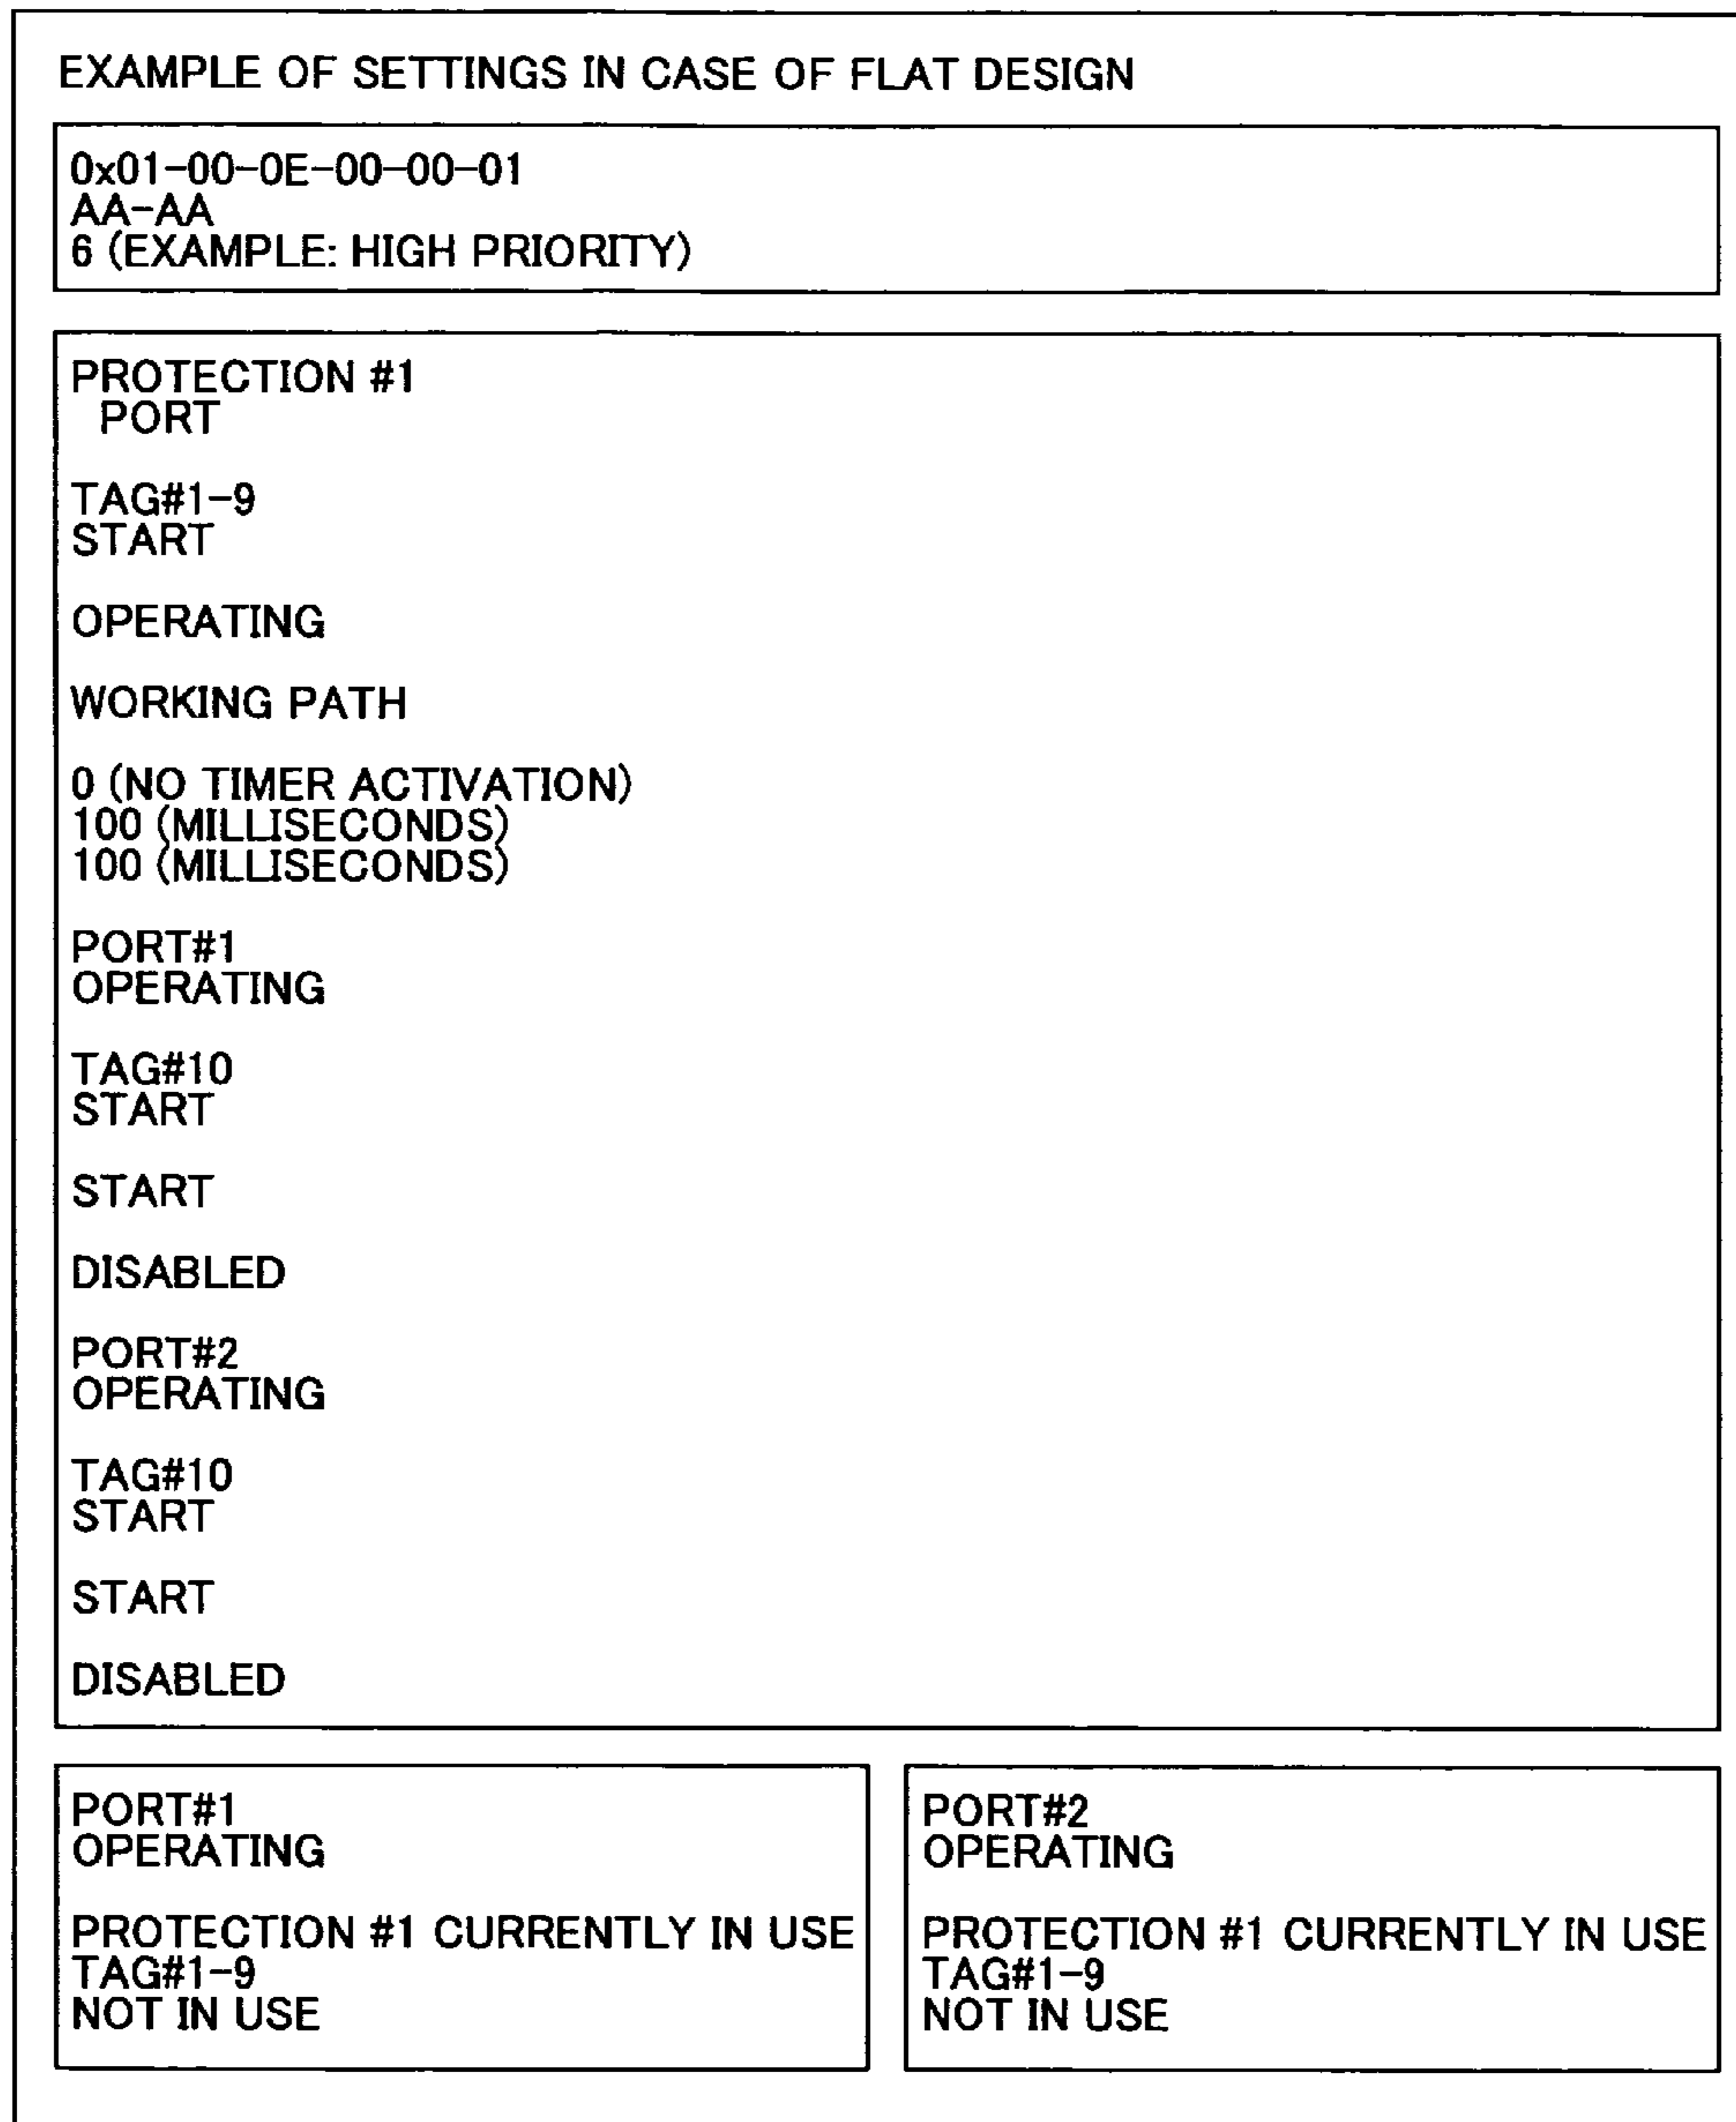 EXAMPLE OF SETTINGS IN CASE OF FLAT DESIGN
0x01-00-0E-00-00-01
AA-AA
6 (EXAMPLE: HIGH PRIORITY)
PROTECTION #1
PORT
TAG#1-9
START
OPERATING
WORKING PATH
0 (NO TIMER ACTIVATION)
100 (MILLISECONDS)
100 (MILLISECONDS)
PORT#1
OPERATING
TAG#10
START
START
DISABLED
PORT#2
OPERATING
TAG#10
START
START
DISABLED
PORT#1
OPERATING
PROTECTION #1 CURRENTLY IN USE
TAG#1-9
NOT IN USE
PORT#2
OPERATING
PROTECTION #1 CURRENTLY IN USE
TAG#1-9
NOT IN USE